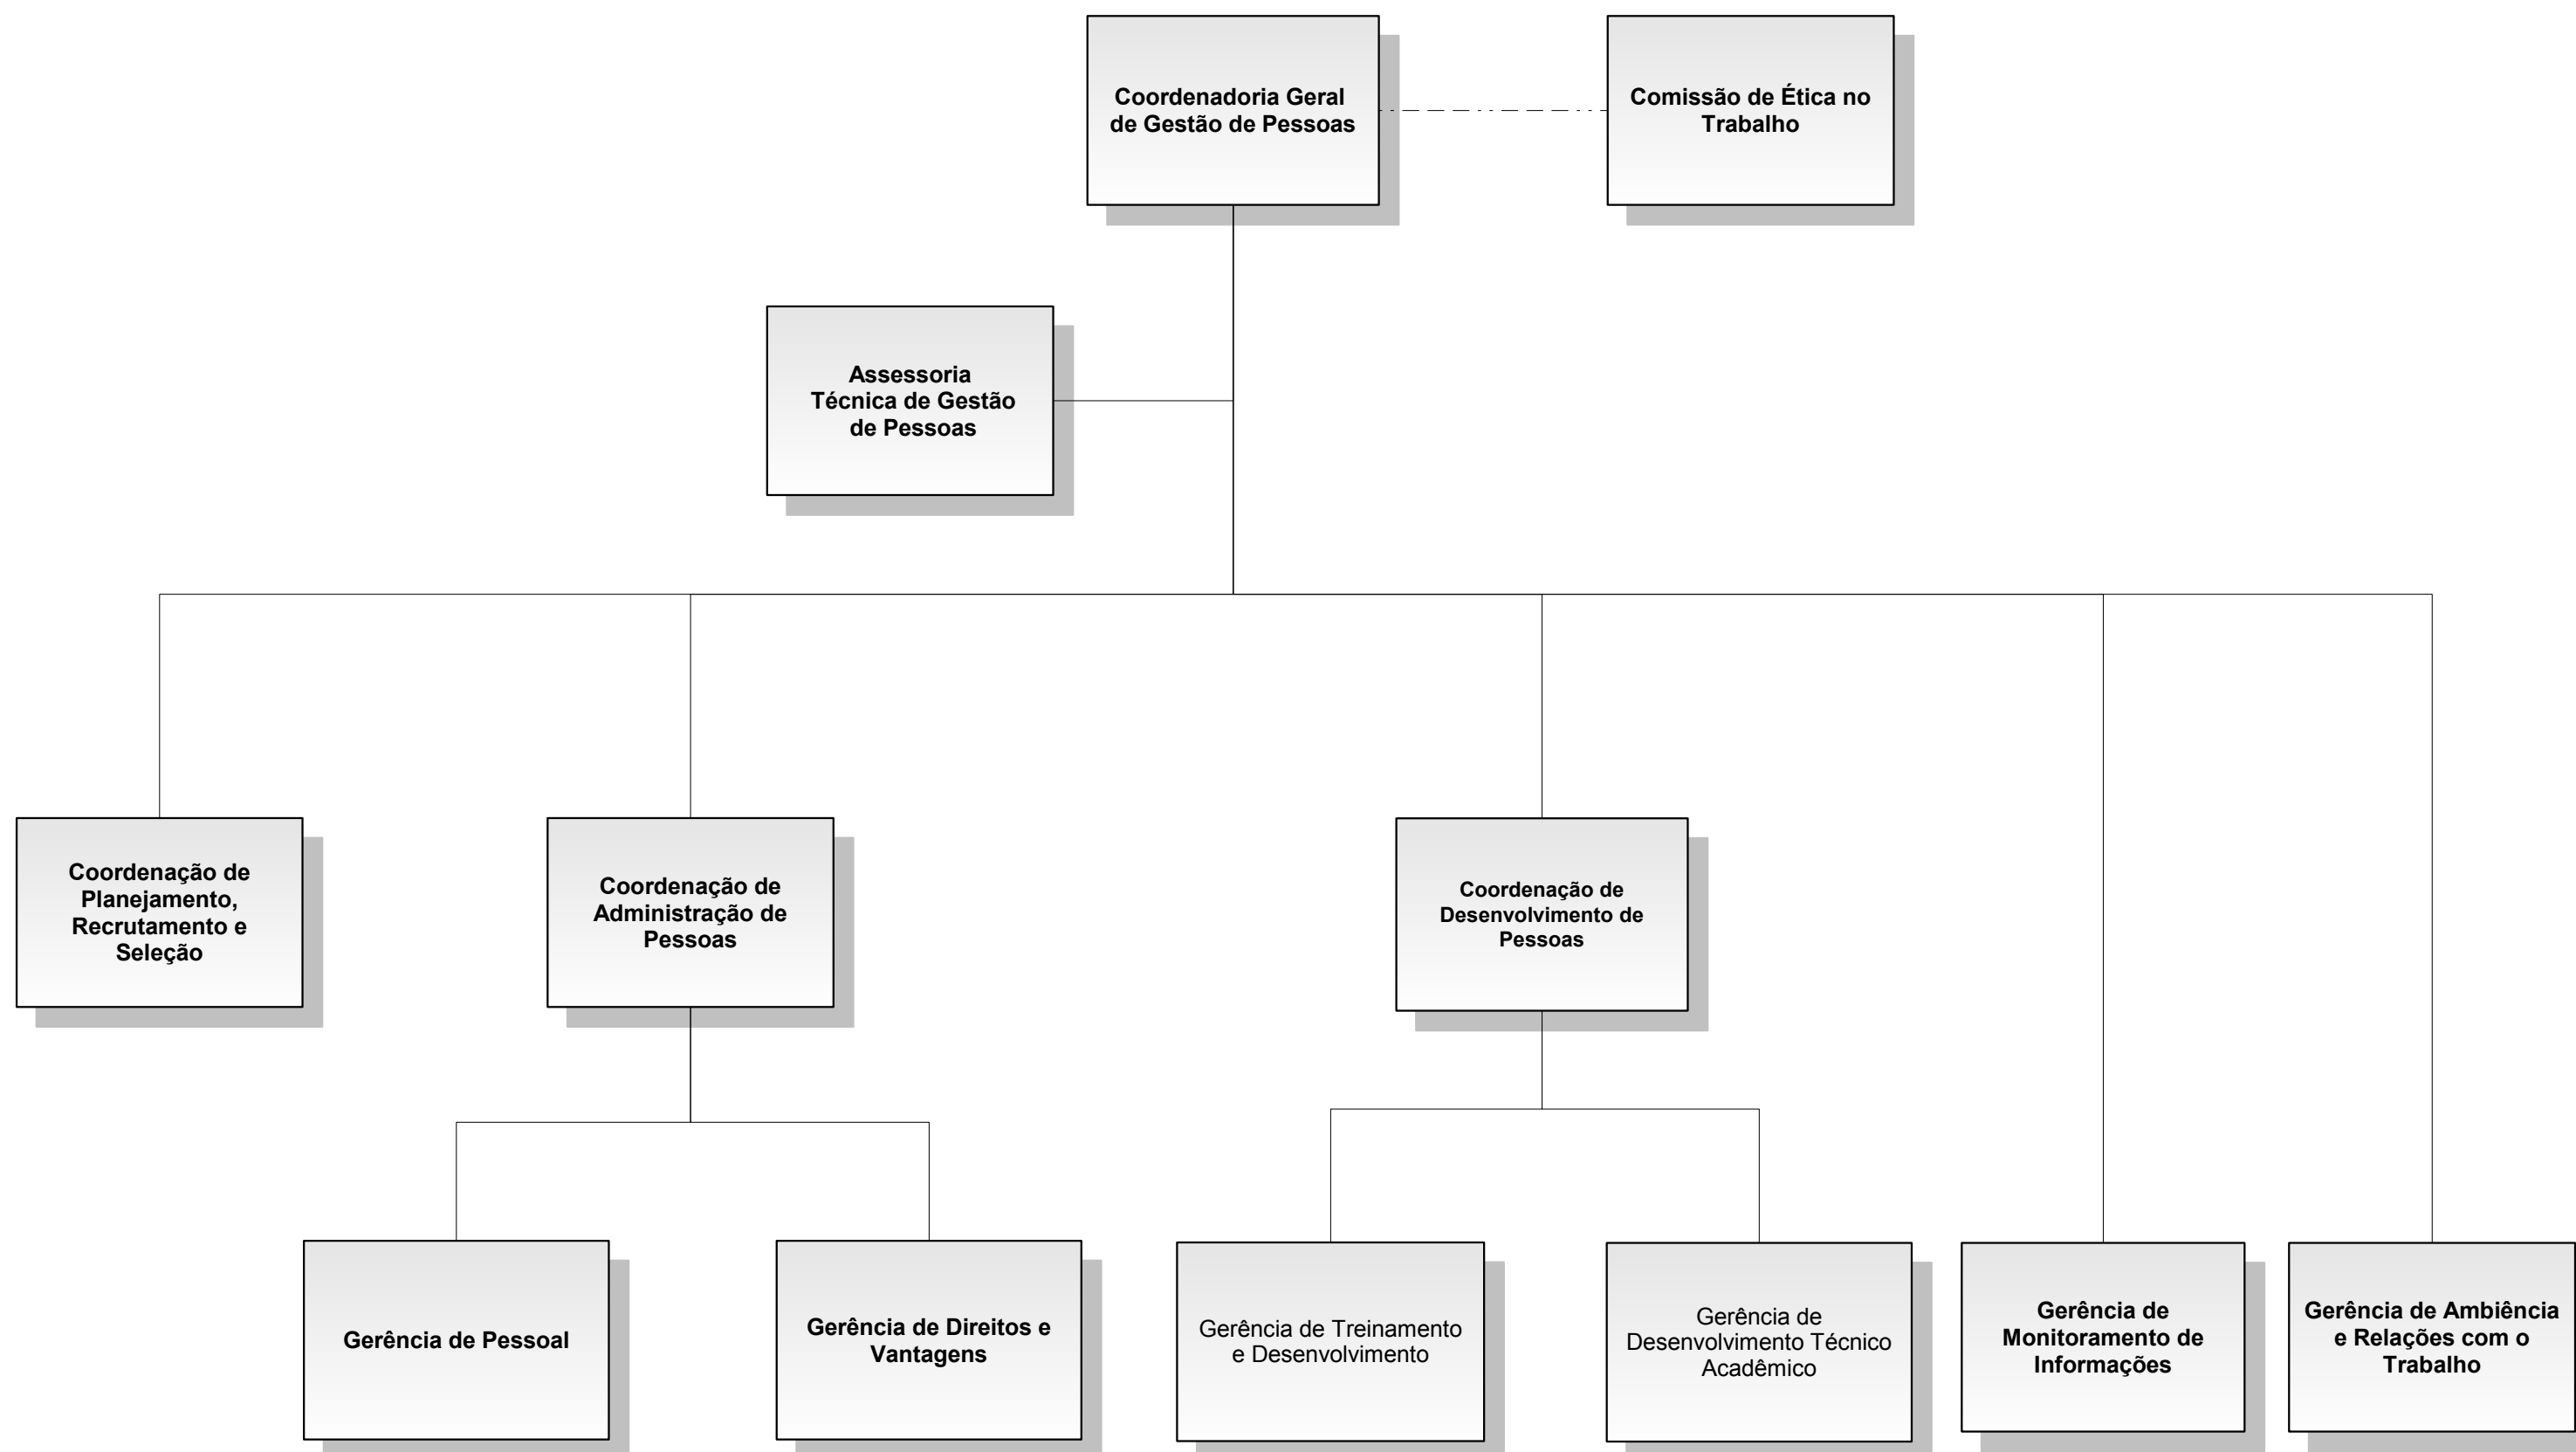 Coordenadoria Geral
de Gestão de Pessoas
Comissão de Ética no
Trabalho
Assessoria
Técnica de Gestão
de Pessoas
Coordenação de
Planejamento,
Recrutamento e
Seleção
Coordenação de
Administração de
Pessoas
Coordenação de
Desenvolvimento de
Pessoas
Gerência de Pessoal
Gerência de Direitos e
Vantagens
Gerência de Treinamento
e Desenvolvimento
Gerência de
Desenvolvimento Técnico
Acadêmico
Gerência de
Monitoramento de
Informações
Gerência de Ambiência
e Relações com o
Trabalho